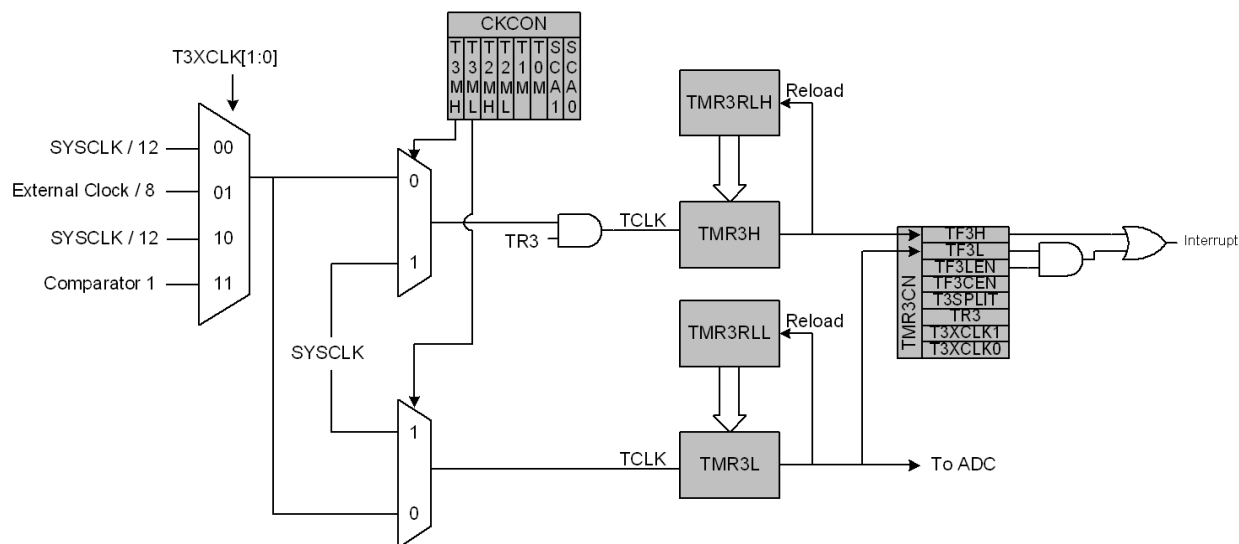 CKCON
T3MH
T3ML
T2MH
T2ML
T1M
T0M
SCA1
SCA0
T3XCLK[1:0]
SYSCLK / 12
00
External Clock / 8
01
SYSCLK / 12
10
Comparator 1
11
0
1
SYSCLK
TR3
TCLK
TMR3RLH
Reload
TMR3H
TMR3RLL
Reload
1
0
TCLK
TMR3L
To ADC
TMR3CN
TF3H
TF3L
TF3LEN
TF3CEN
T3SPLIT
TR3
T3XCLK1
T3XCLK0
Interrupt